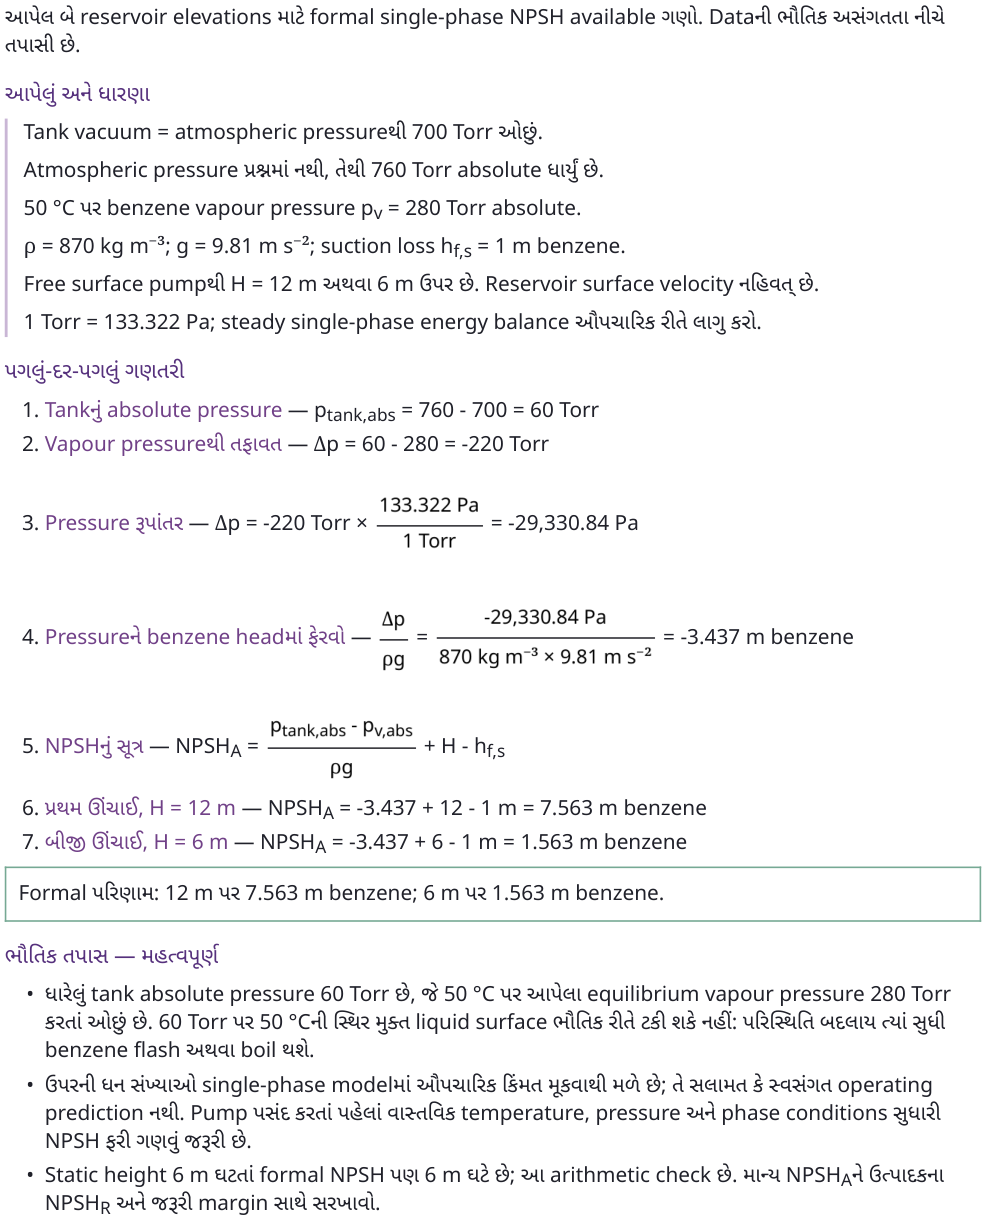 આપેલ બે reservoir elevations માટે formal single-phase NPSH available ગણો. Dataની ભૌતિક અસંગતતા નીચે
તપાસી છે.
આપેલું અને ધારણા
Tank vacuum = atmospheric pressureથી 700 Torr ઓછું.
Atmospheric pressure પ્રશ્નમાં નથી, તેથી 760 Torr absolute ધાર્યું છે.
50 °C પર benzene vapour pressure pv = 280 Torr absolute.
ρ = 870 kg m⁻³; g = 9.81 m s⁻²; suction loss hf,s = 1 m benzene.
Free surface pumpથી H = 12 m અથવા 6 m ઉપર છે. Reservoir surface velocity નહિવત્ છે.
1 Torr = 133.322 Pa; steady single-phase energy balance ઔપચારિક રીતે લાગુ કરો.
પગલું-દર-પગલું ગણતરી
1. Tankનું absolute pressure — ptank,abs = 760 - 700 = 60 Torr
2. Vapour pressureથી તફાવત — Δp = 60 - 280 = -220 Torr
3. Pressure રૂપાંતર — Δp = -220 Torr × 133.322 Pa / 1 Torr = -29,330.84 Pa
4. Pressureને benzene headમાં ફેરવો — Δp / ρg = -29,330.84 Pa / 870 kg m⁻³ × 9.81 m s⁻² = -3.437 m benzene
5. NPSHનું સૂત્ર — NPSHA = ptank,abs - pv,abs / ρg + H - hf,s
6. પ્રથમ ઊંચાઈ, H = 12 m — NPSHA = -3.437 + 12 - 1 m = 7.563 m benzene
7. બીજી ઊંચાઈ, H = 6 m — NPSHA = -3.437 + 6 - 1 m = 1.563 m benzene
Formal પરિણામ: 12 m પર 7.563 m benzene; 6 m પર 1.563 m benzene.
ભૌતિક તપાસ — મહત્વપૂર્ણ
• ધારેલું tank absolute pressure 60 Torr છે, જે 50 °C પર આપેલા equilibrium vapour pressure 280 Torr
કરતાં ઓછું છે. 60 Torr પર 50 °Cની સ્થિર મુક્ત liquid surface ભૌતિક રીતે ટકી શકે નહીં: પરિસ્થિતિ બદલાય ત્યાં સુધી
benzene flash અથવા boil થશે.
• ઉપરની ધન સંખ્યાઓ single-phase modelમાં ઔપચારિક કિંમત મૂકવાથી મળે છે; તે સલામત કે સ્વસંગત operating
prediction નથી. Pump પસંદ કરતાં પહેલાં વાસ્તવિક temperature, pressure અને phase conditions સુધારી
NPSH ફરી ગણવું જરૂરી છે.
• Static height 6 m ઘટતાં formal NPSH પણ 6 m ઘટે છે; આ arithmetic check છે. માન્ય NPSHAને ઉત્પાદકના
NPSHR અને જરૂરી margin સાથે સરખાવો.